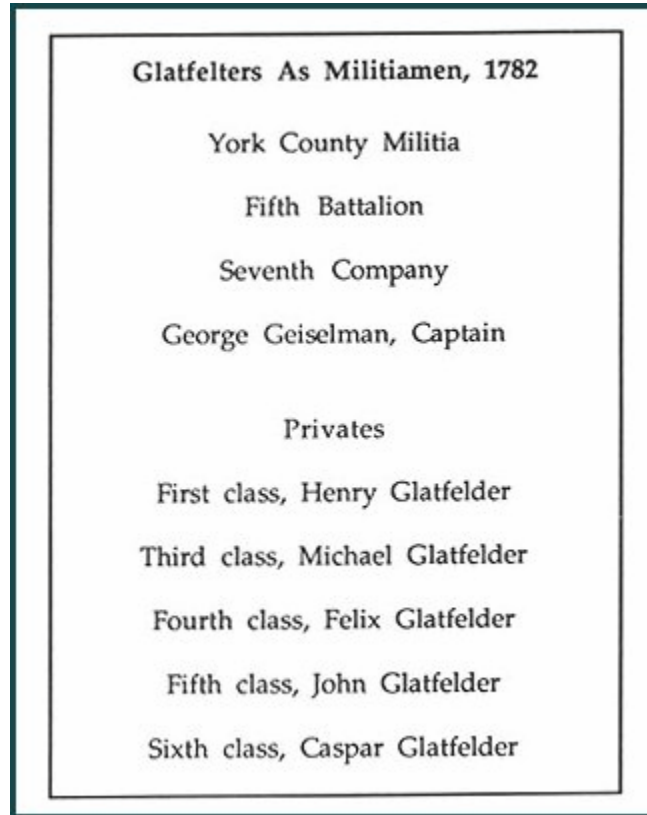 Glatfelters As Militiamen, 1782
York County Militia
Fifth Battalion
Seventh Company
George Geiselman, Captain
Privates
First class, Henry Glatfelder
Third class, Michael Glatfelder
Fourth class, Felix Glatfelder
Fifth class, John Glatfelder
Sixth class, Caspar Glatfelder